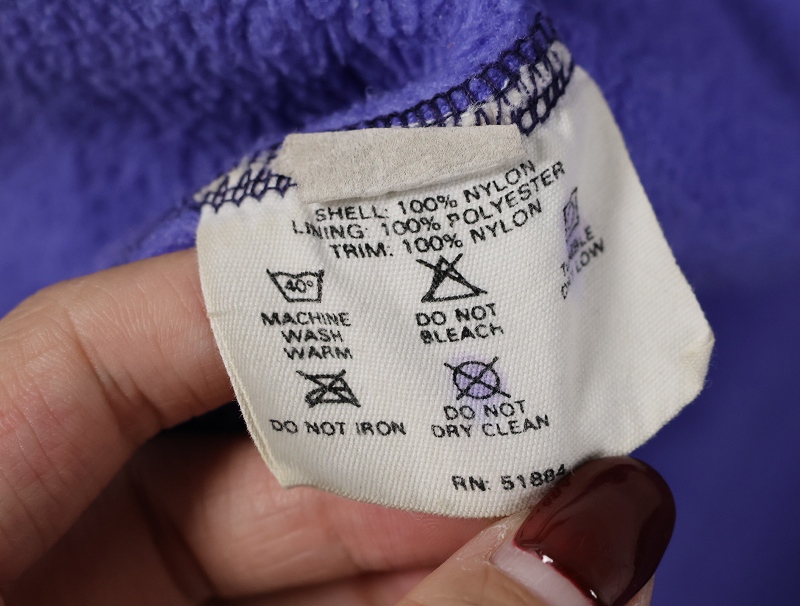 SHELL: 100% NYLON
LINING: 100% POLYESTER
TRIM: 100% NYLON
40°
MACHINE
WASH
WARM
DO NOT
BLEACH
LOW
DO NOT IRON
DO NOT
DRY CLEAN
RN: 51884